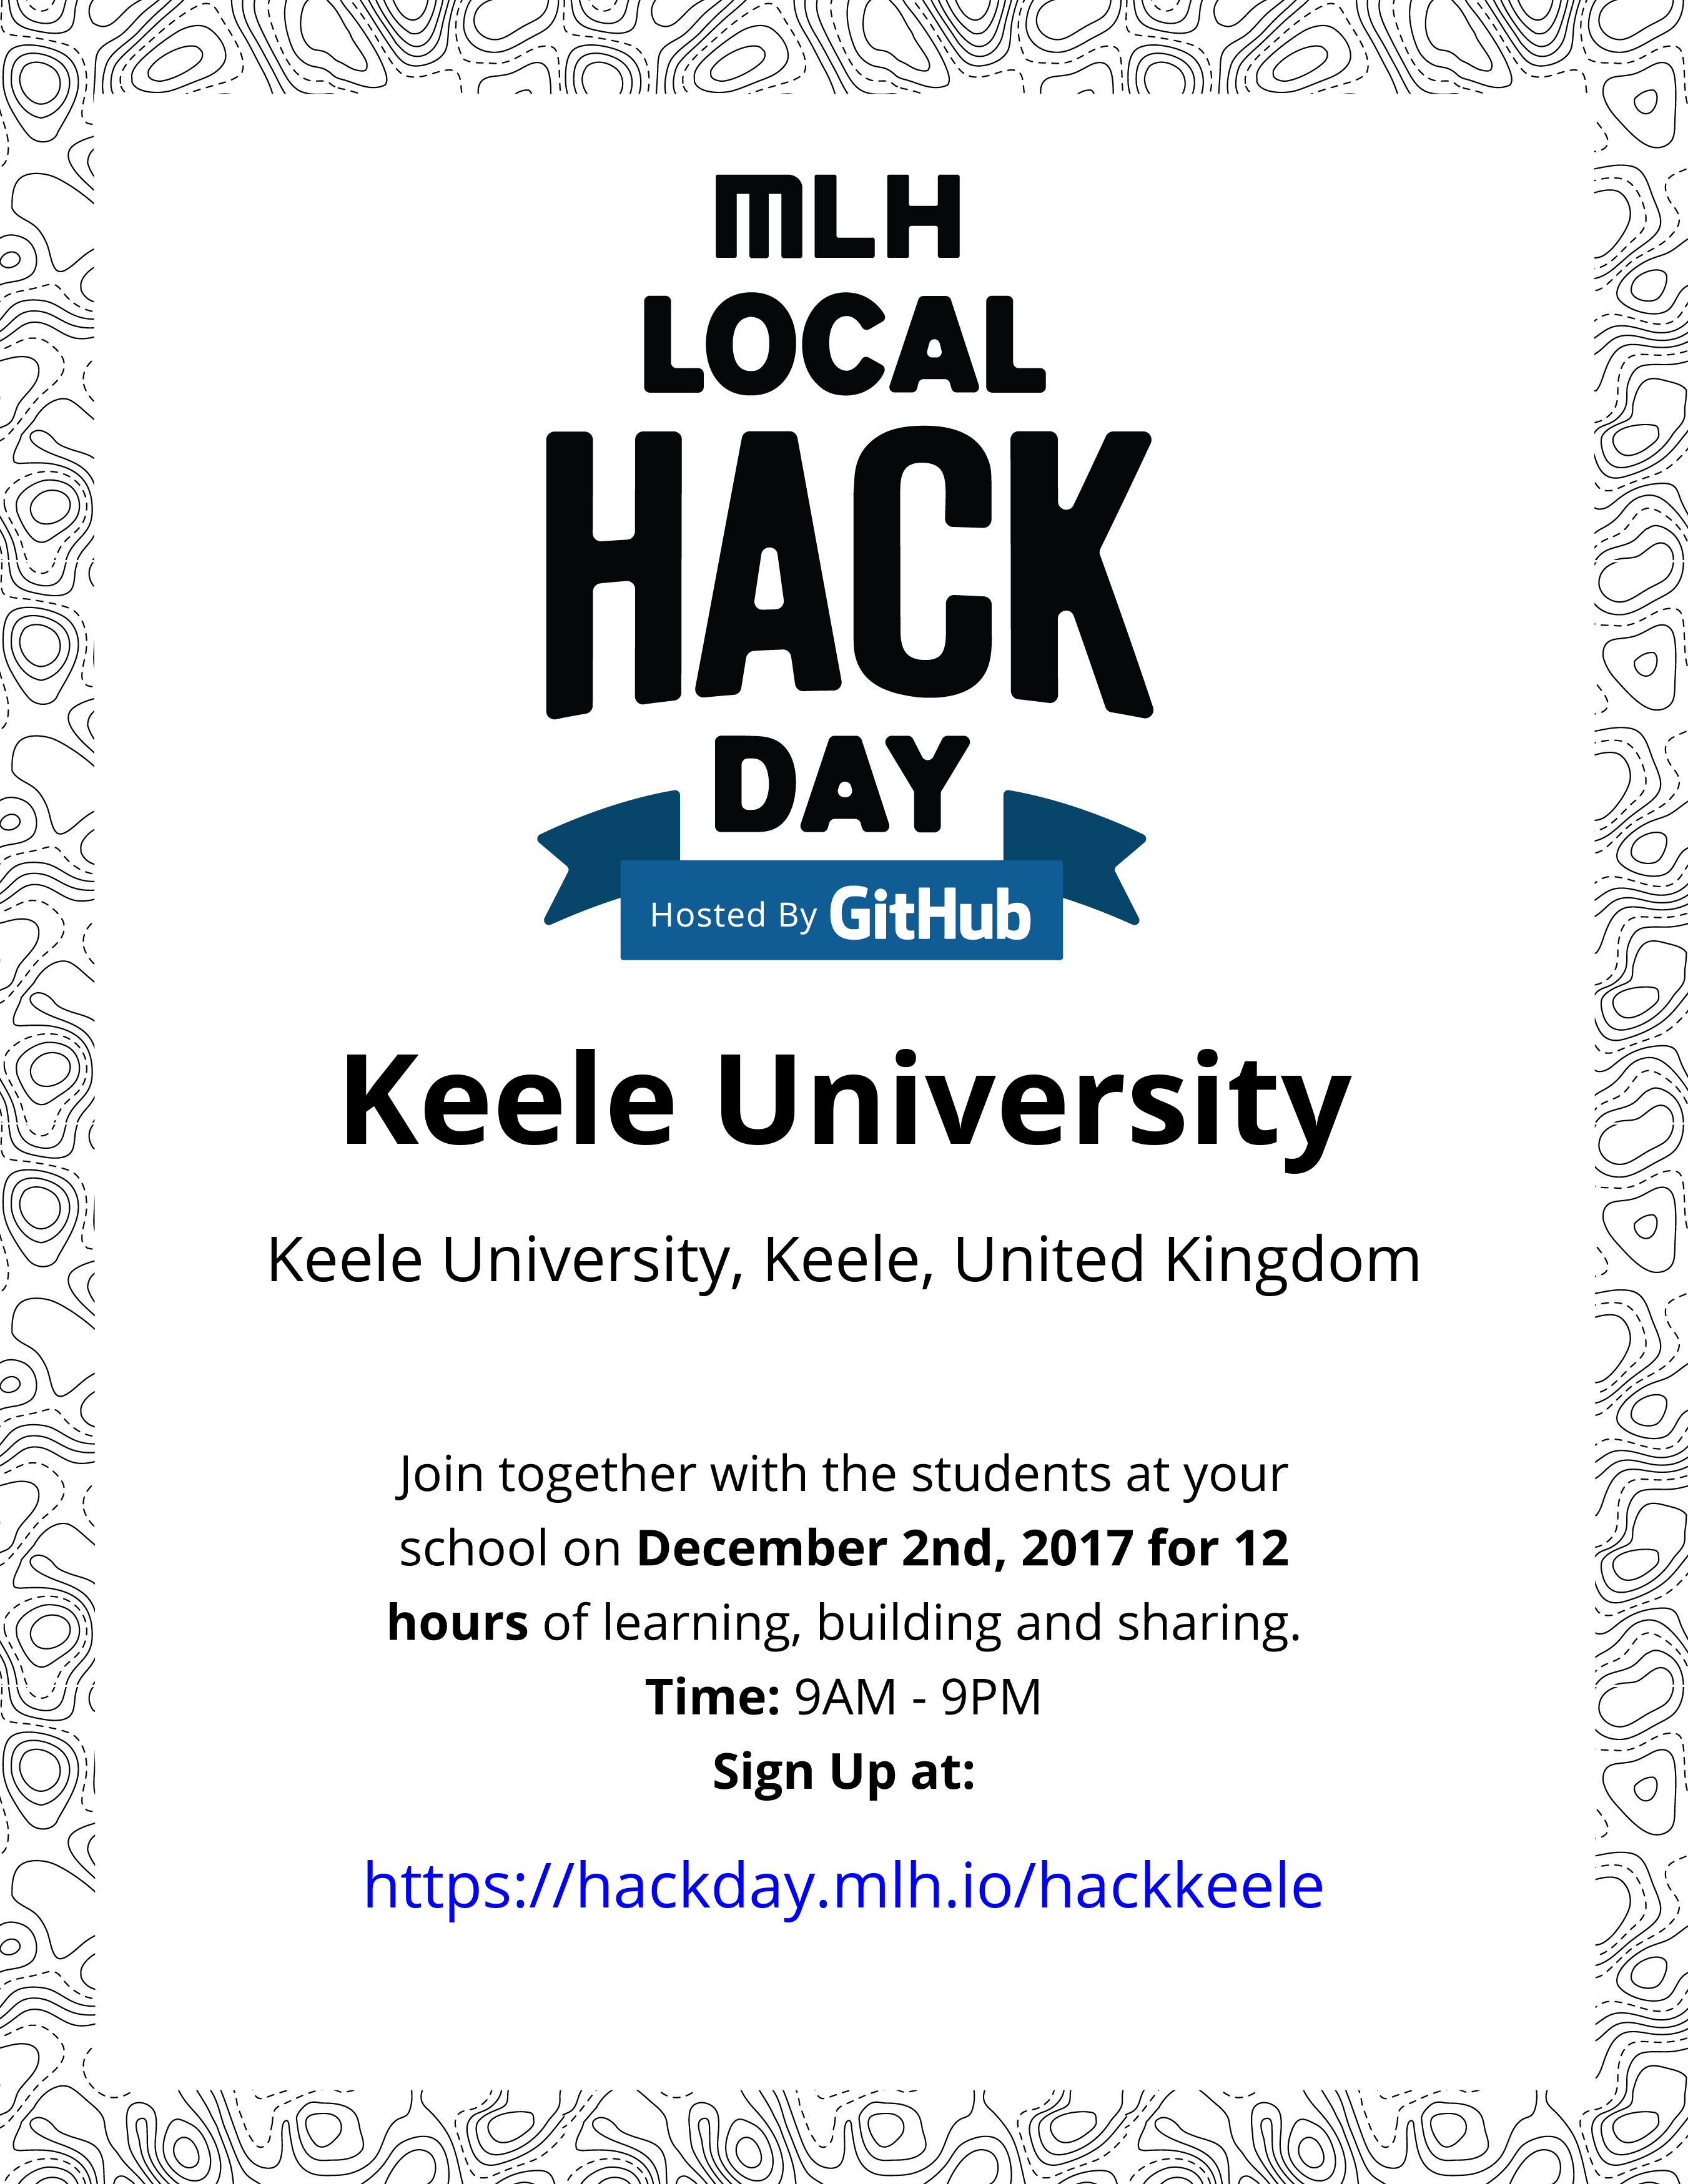 MLH
LOCAL
HACK
DAY
Hosted By GitHub
Keele University
Keele University, Keele, United Kingdom
Join together with the students at your
school on December 2nd, 2017 for 12
hours of learning, building and sharing.
Time: 9AM - 9PM
Sign Up at:
https://hackday.mlh.io/hackkeele